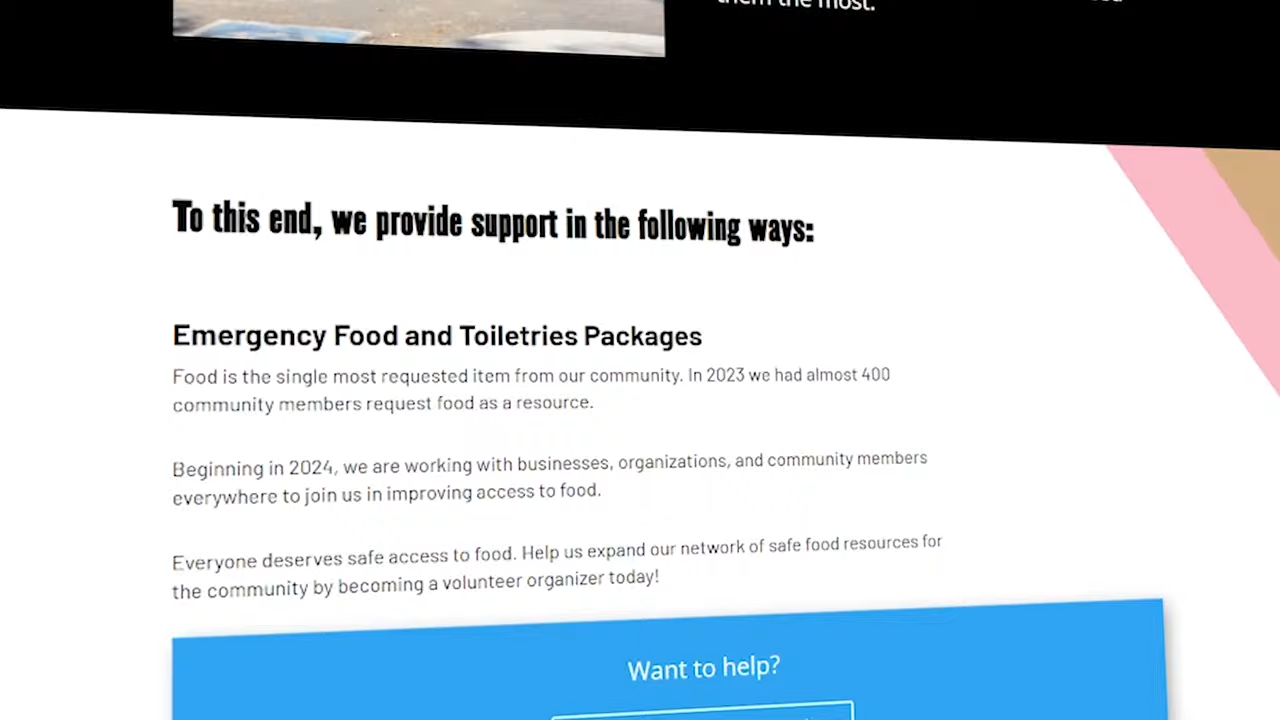 them the most.
To this end, we provide support in the following ways:
Emergency Food and Toiletries Packages
Food is the single most requested item from our community. In 2023 we had almost 400
community members request food as a resource.
Beginning in 2024, we are working with businesses, organizations, and community members
everywhere to join us in improving access to food.
Everyone deserves safe access to food. Help us expand our network of safe food resources for
the community by becoming a volunteer organizer today!
Want to help?